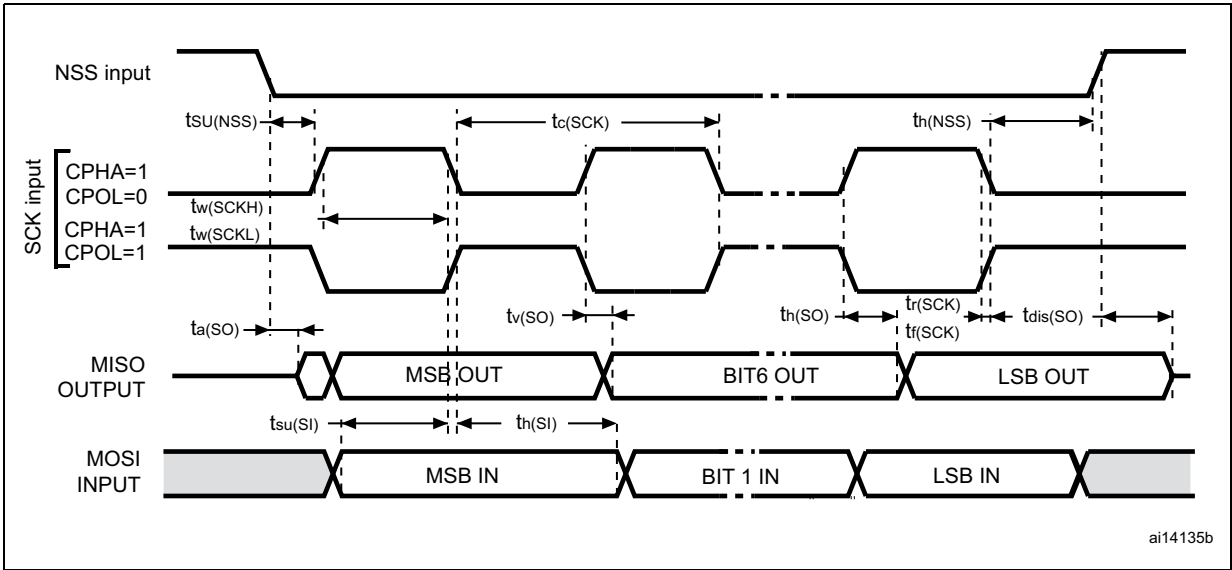 NSS input
tSU(NSS)
tc(SCK)
th(NSS)
SCK input
CPHA=1
CPOL=0
tw(SCKH)
CPHA=1
tw(SCKL)
CPOL=1
ta(SO)
tv(SO)
th(SO)
tr(SCK)
tf(SCK)
tdis(SO)
MISO
OUTPUT
MSB OUT
BIT6 OUT
LSB OUT
tsu(SI)
th(SI)
MOSI
INPUT
MSB IN
BIT 1 IN
LSB IN
ai14135b